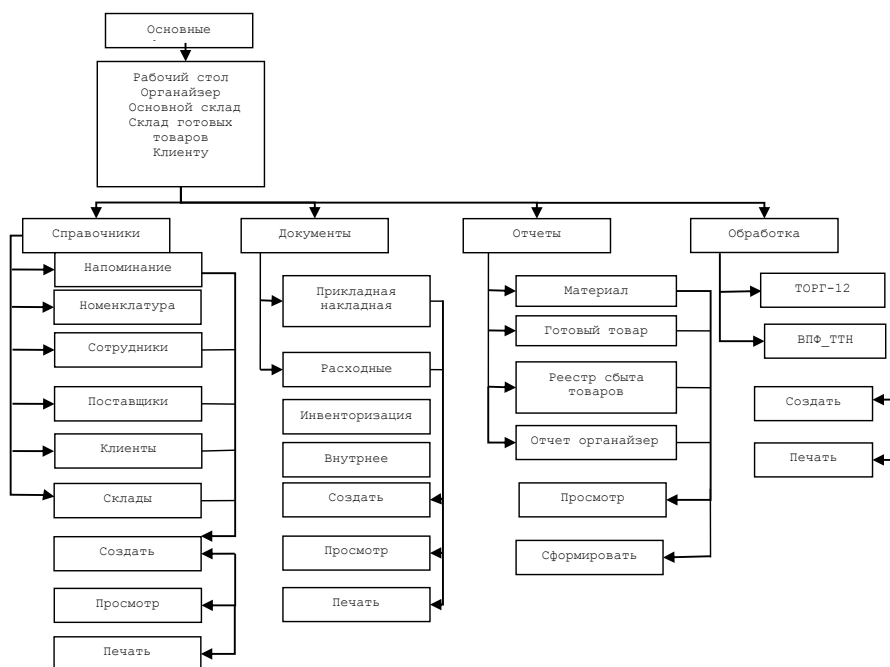 Основные
Рабочий стол
Органайзер
Основной склад
Склад готовых
товаров
Клиенту
Справочники
Напоминание
Номенклатура
Сотрудники
Поставщики
Клиенты
Склады
Создать
Просмотр
Печать
Документы
Прикладная
накладная
Расходные
Инвенторизация
Внутрнее
Создать
Просмотр
Печать
Отчеты
Материал
Готовый товар
Реестр сбыта
товаров
Отчет органайзер
Просмотр
Сформировать
Обработка
ТОРГ-12
ВПФ_ТТН
Создать
Печать